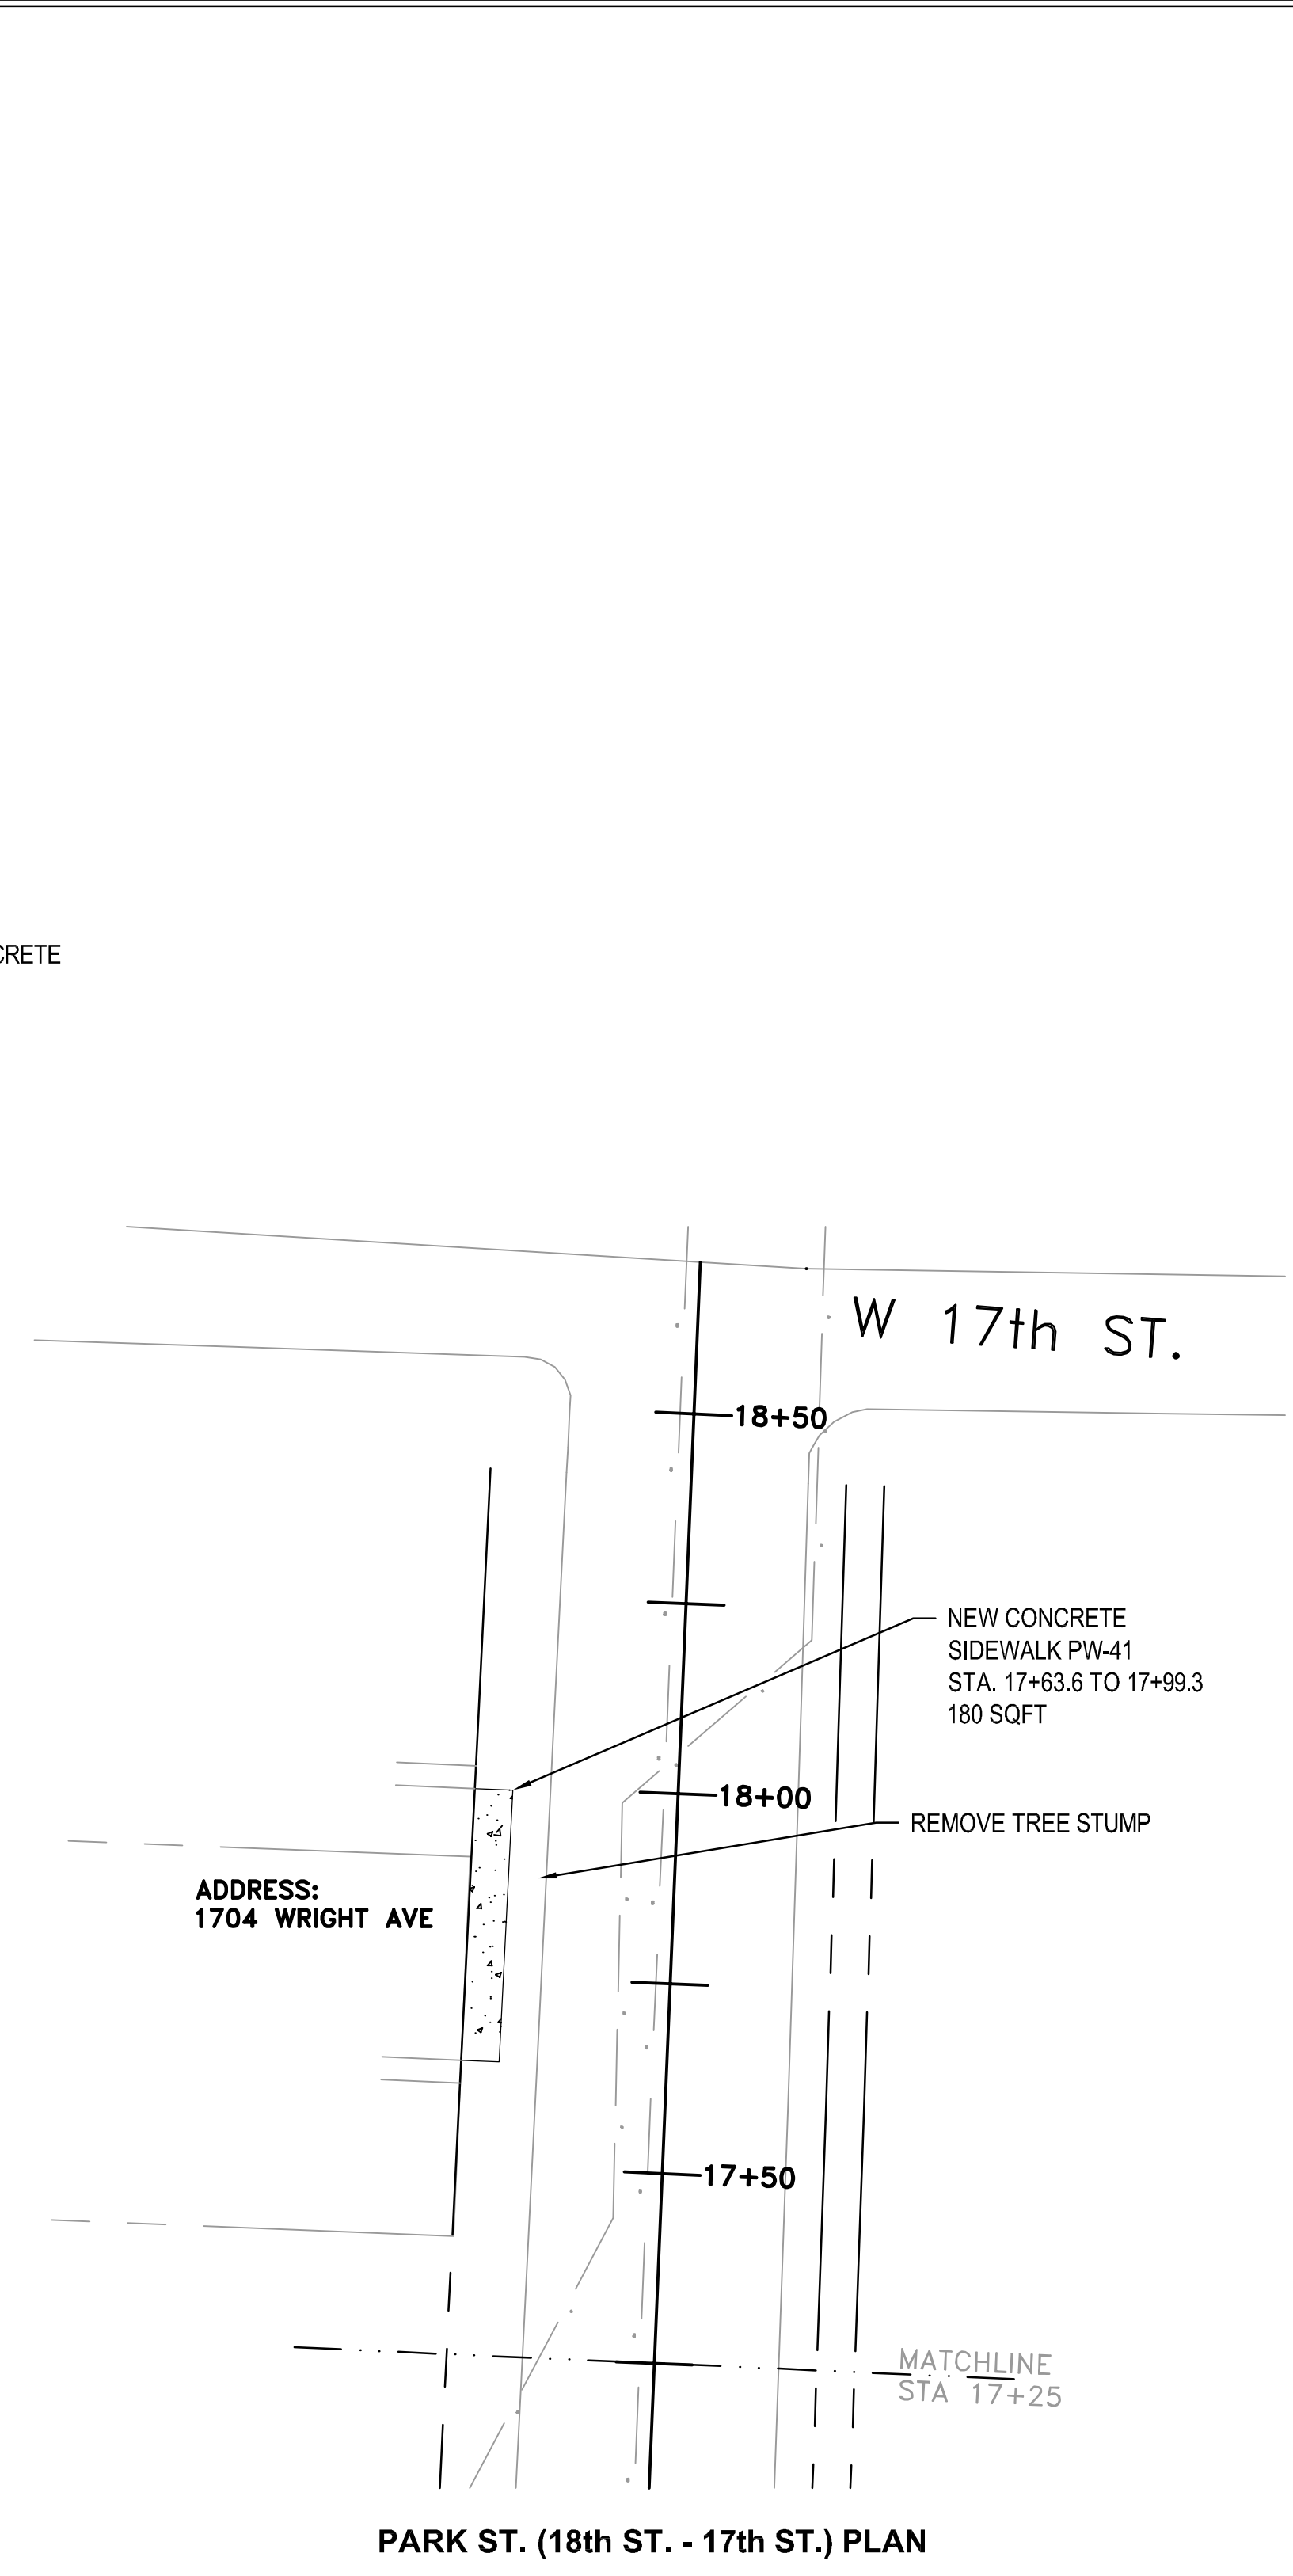 CRETE
W 17th ST.
18+50
NEW CONCRETE
SIDEWALK PW-41
STA. 17+63.6 TO 17+99.3
180 SQFT
18+00
REMOVE TREE STUMP
ADDRESS:
1704 WRIGHT AVE
17+50
MATCHLINE
STA 17+25
PARK ST. (18th ST. - 17th ST.) PLAN